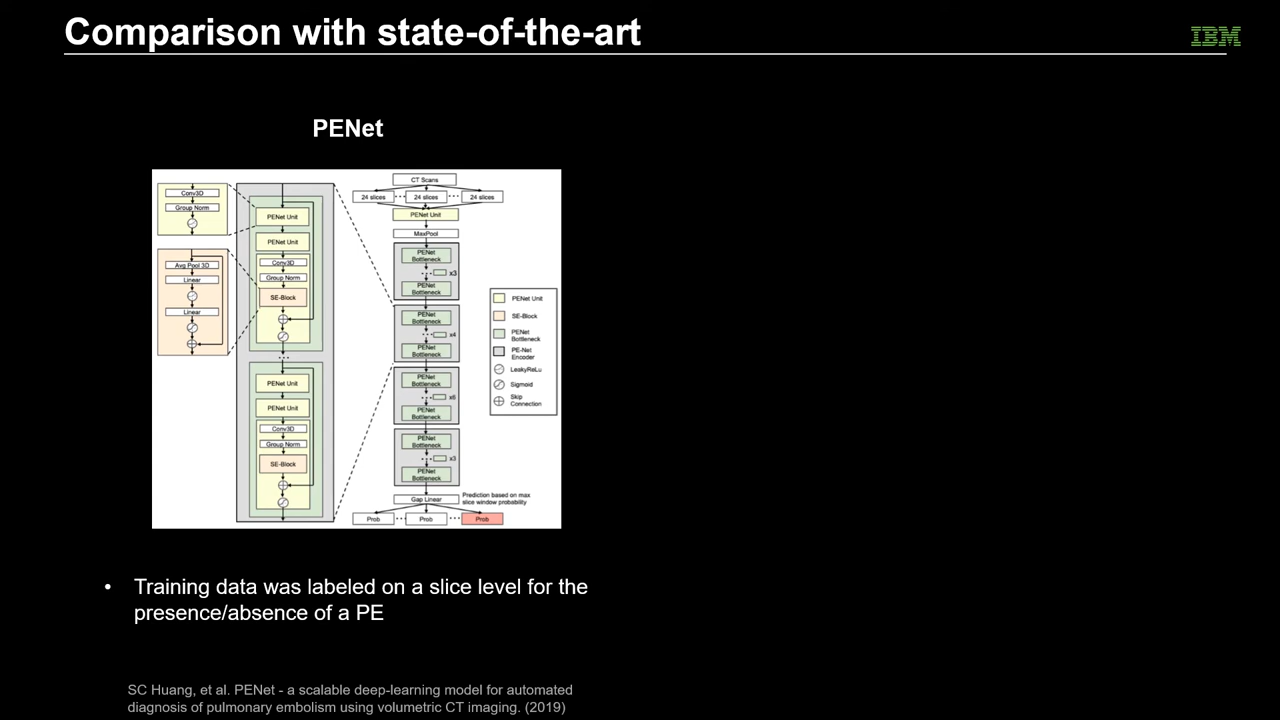 Comparison with state-of-the-art
IBM
PENet
Conv3D
Group Norm
Avg Pool 3D
Linear
Linear
PENet Unit
PENet Unit
Conv3D
Group Norm
SE-Block
PENet Unit
PENet Unit
Conv3D
Group Norm
SE-Block
CT Scans
24 slices
24 slices
24 slices
PENet Unit
MaxPool
PENet
Bottleneck
x3
PENet
Bottleneck
PENet
Bottleneck
x4
PENet
Bottleneck
PENet
Bottleneck
x6
PENet
Bottleneck
PENet
Bottleneck
x3
PENet
Bottleneck
Gap Linear
Prediction based on max
slice window probability
Prob
Prob
Prob
PENet Unit
SE-Block
PENet
Bottleneck
PE-Net
Encoder
LeakyReLu
Sigmoid
Skip
Connection
• Training data was labeled on a slice level for the
presence/absence of a PE
SC Huang, et al. PENet - a scalable deep-learning model for automated
diagnosis of pulmonary embolism using volumetric CT imaging. (2019)